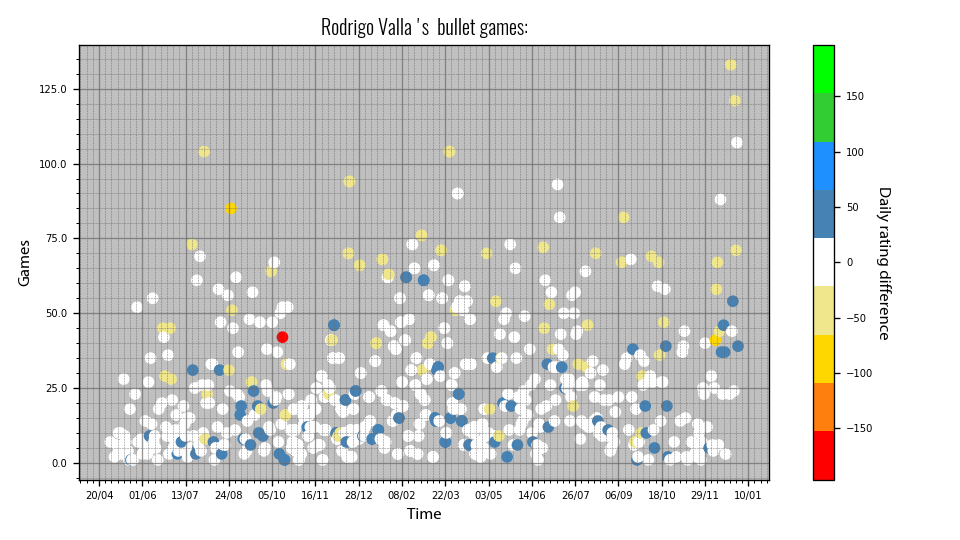 Rodrigo Valla 's  bullet games:
125.0
100.0
75.0
50.0
25.0
0.0
Games
20/04 01/06 13/07 24/08 05/10 16/11 28/12 08/02 22/03 03/05 14/06 26/07 06/09 18/10 29/11 10/01
Time
150
100
50
0
−50
−100
−150
Daily rating difference